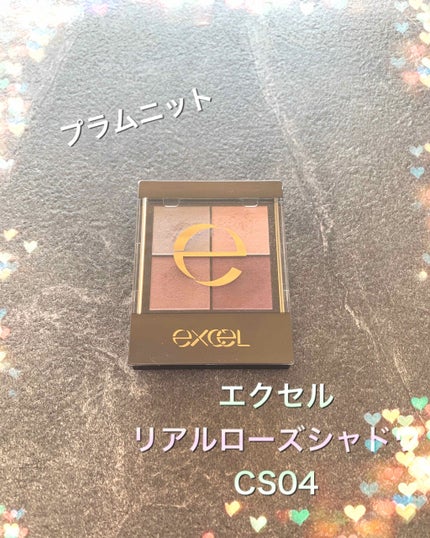 プラムニット
e
excel
エクセル
リアルローズシャドウ
CS04